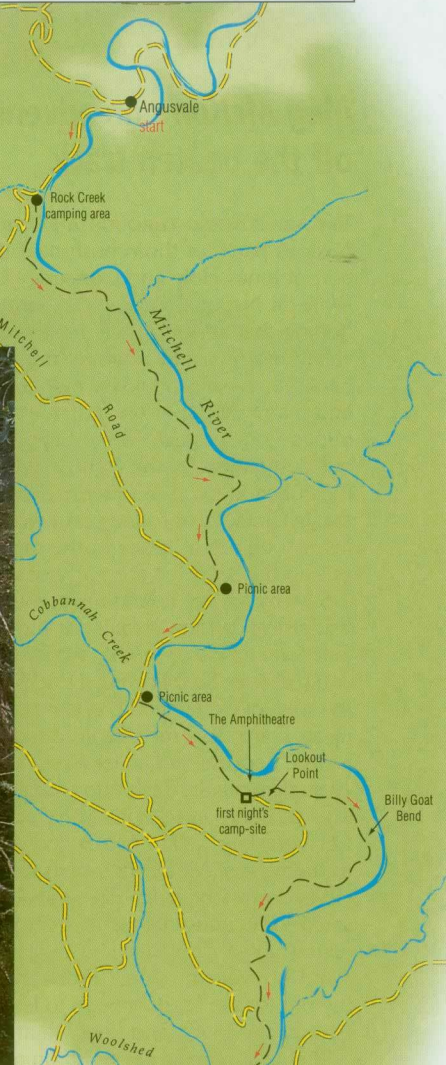 Angusvale
start
Rock Creek
camping area
Mitchell
River
Mitchell
Road
Picnic area
Cobbannah Creek
Picnic area
The Amphitheatre
Lookout
Point
first night's
camp-site
Billy Goat
Bend
Woolshed